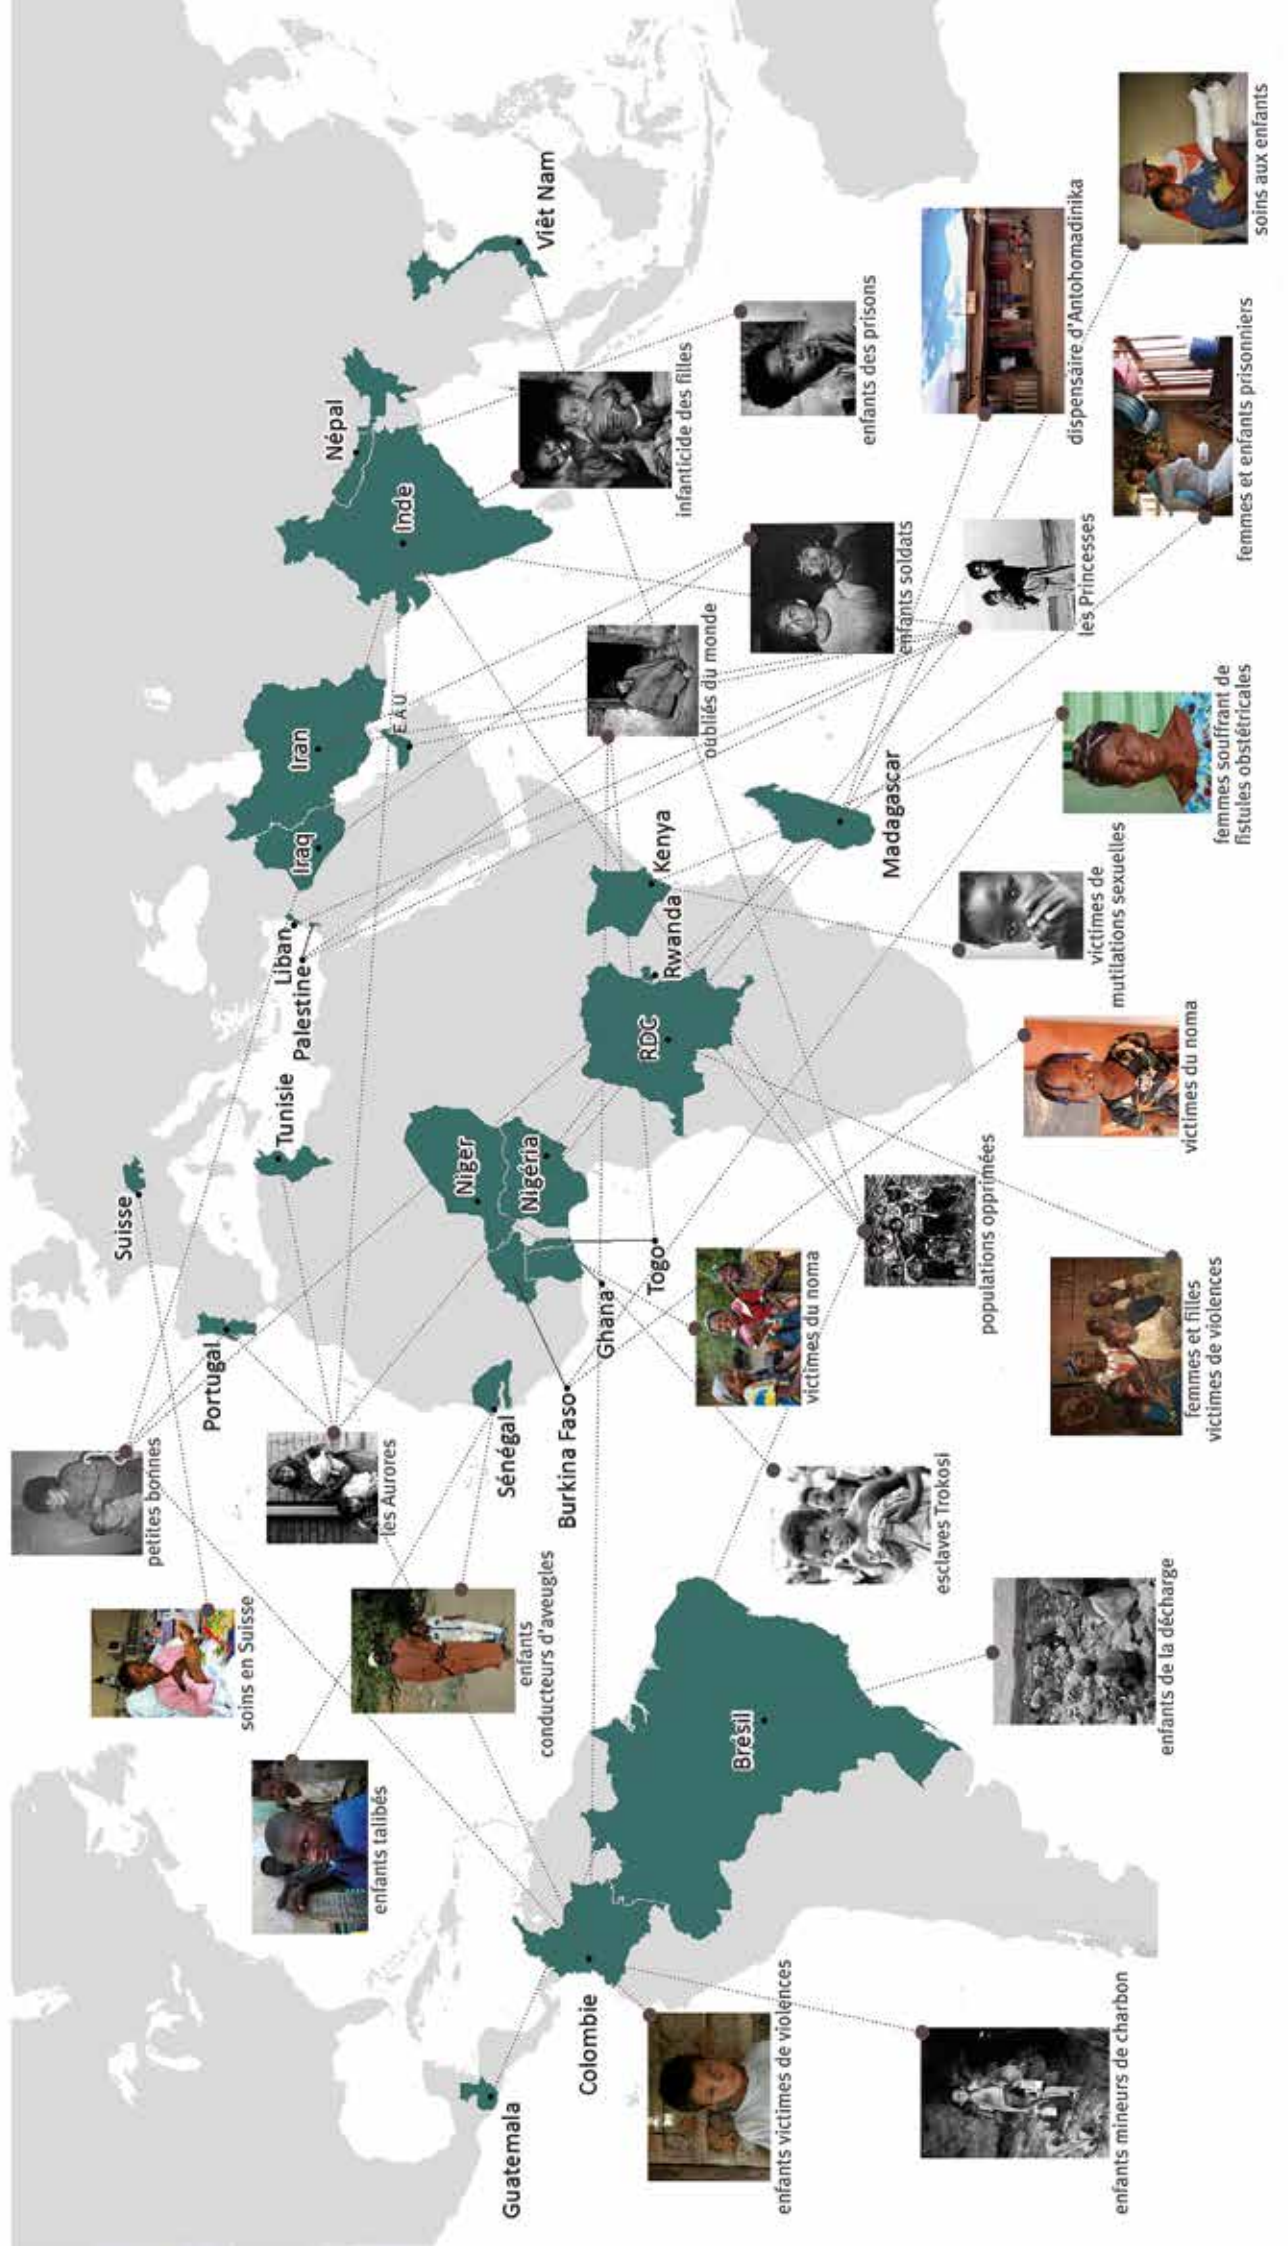 Suisse
petites bonnes
Portugal
soins en Suisse
Tunisie
Liban
Palestine
Iraq
Iran
Népal
EAU
Inde
enfants talibés
les Aurores
Niger
Sénégal
Guatemala
Nigéria
enfants
conducteurs d'aveugles
Viêt Nam
Burkina Faso
Colombie
Ghana
Togo
RDC
Rwanda
Kenya
infanticide des filles
oubliés du monde
Brésil
enfants victimes de violences
victimes du noma
enfants des prisons
Madagascar
enfants soldats
esclaves Trokosi
populations opprimées
dispensaire d'Antohomadinika
les Princesses
victimes de
mutilations sexuelles
enfants mineurs de charbon
enfants de la décharge
femmes et filles
victimes de violences
victimes du noma
femmes souffrant de
fistules obstétricales
femmes et enfants prisonniers
soins aux enfants